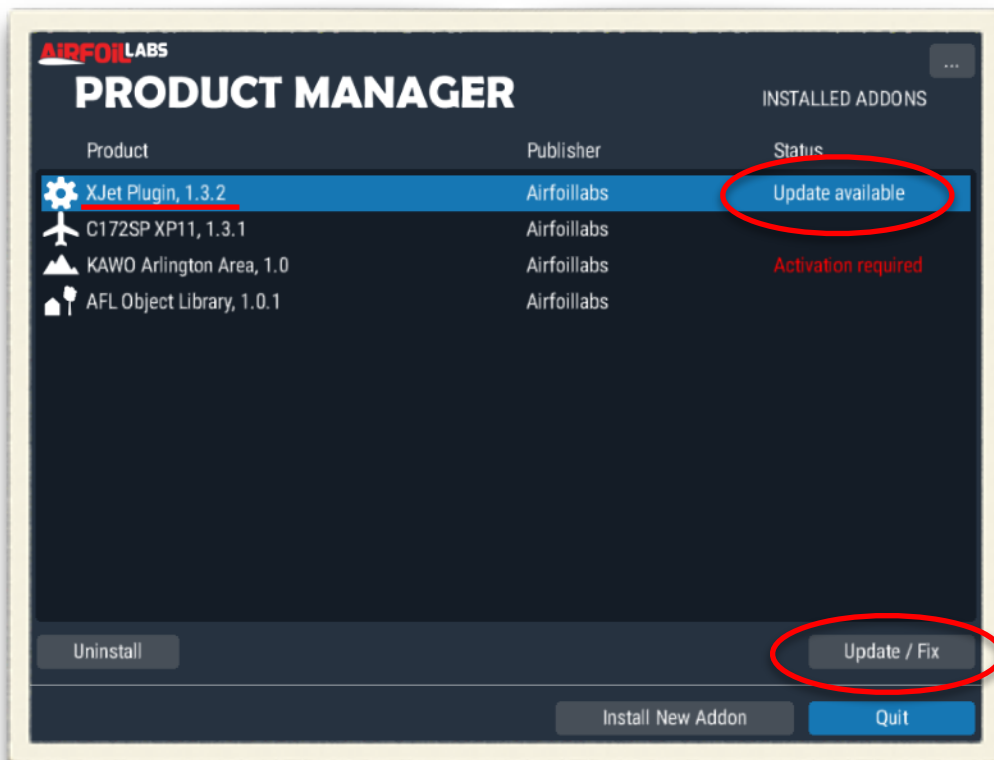 AIRFOILLABS
PRODUCT MANAGER
...
INSTALLED ADDONS
Product Publisher Status
XJet Plugin, 1.3.2 Airfoillabs Update available
C172SP XP11, 1.3.1 Airfoillabs
KAWO Arlington Area, 1.0 Airfoillabs Activation required
AFL Object Library, 1.0.1 Airfoillabs
Uninstall Update / Fix
Install New Addon Quit